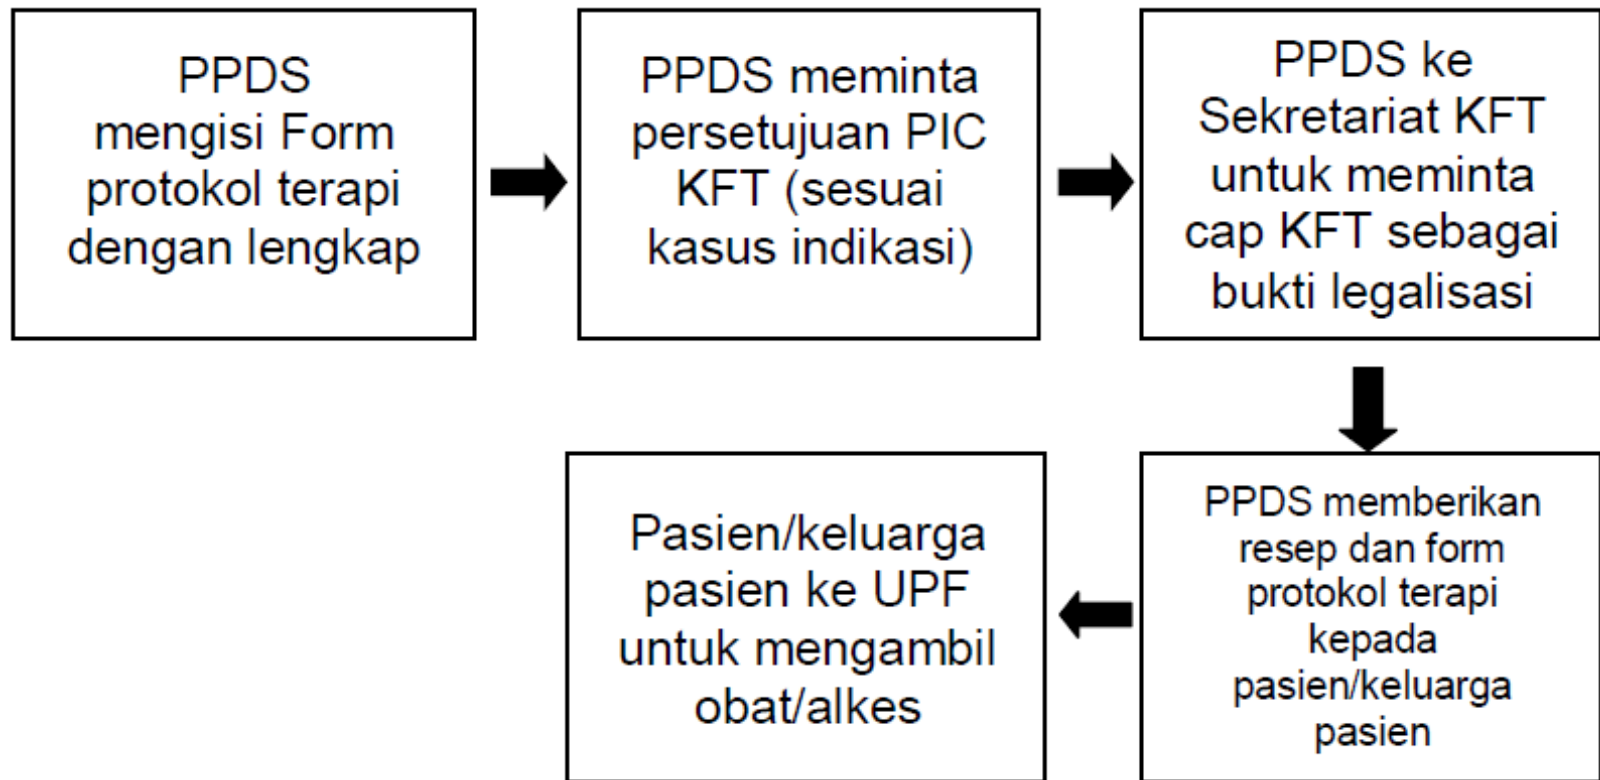 PPDS
mengisi Form
protokol terapi
dengan lengkap
PPDS meminta
persetujuan PIC
KFT (sesuai
kasus indikasi)
PPDS ke
Sekretariat KFT
untuk meminta
cap KFT sebagai
bukti legalisasi
PPDS memberikan
resep dan form
protokol terapi
kepada
pasien/keluarga
pasien
Pasien/keluarga
pasien ke UPF
untuk mengambil
obat/alkes